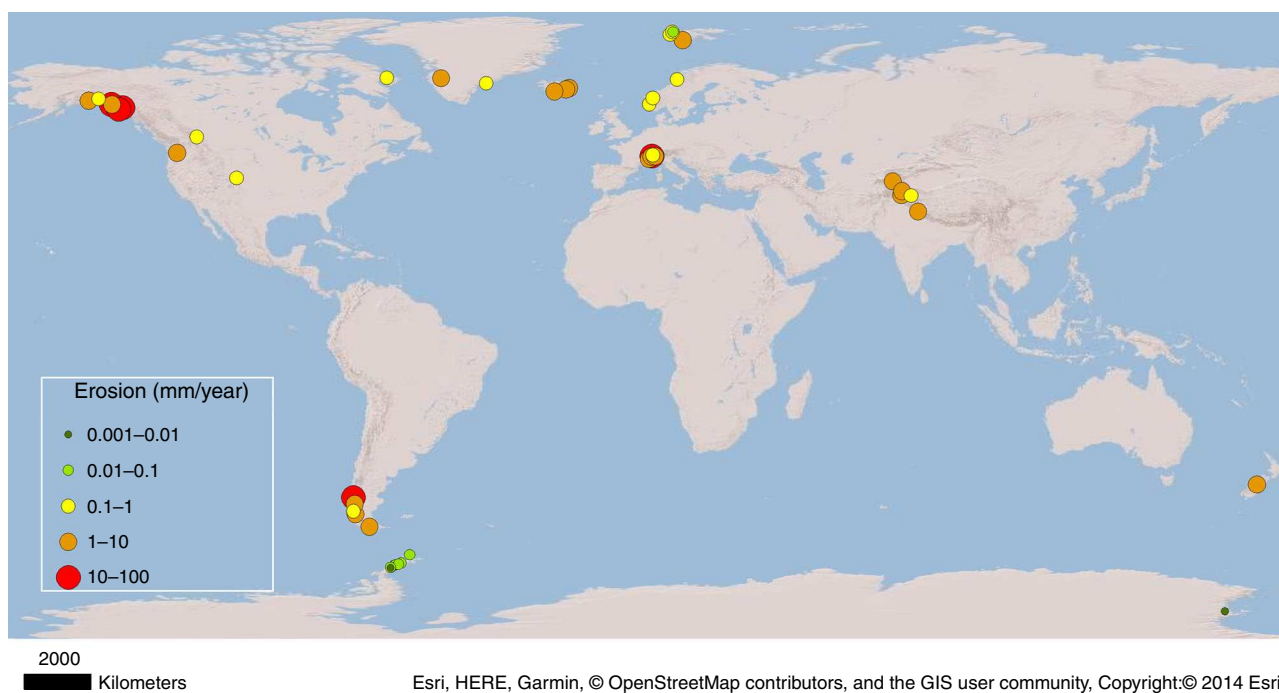 Erosion (mm/year)
0.001–0.01
0.01–0.1
0.1–1
1–10
10–100
2000
Kilometers
Esri, HERE, Garmin, © OpenStreetMap contributors, and the GIS user community, Copyright:© 2014 Esri